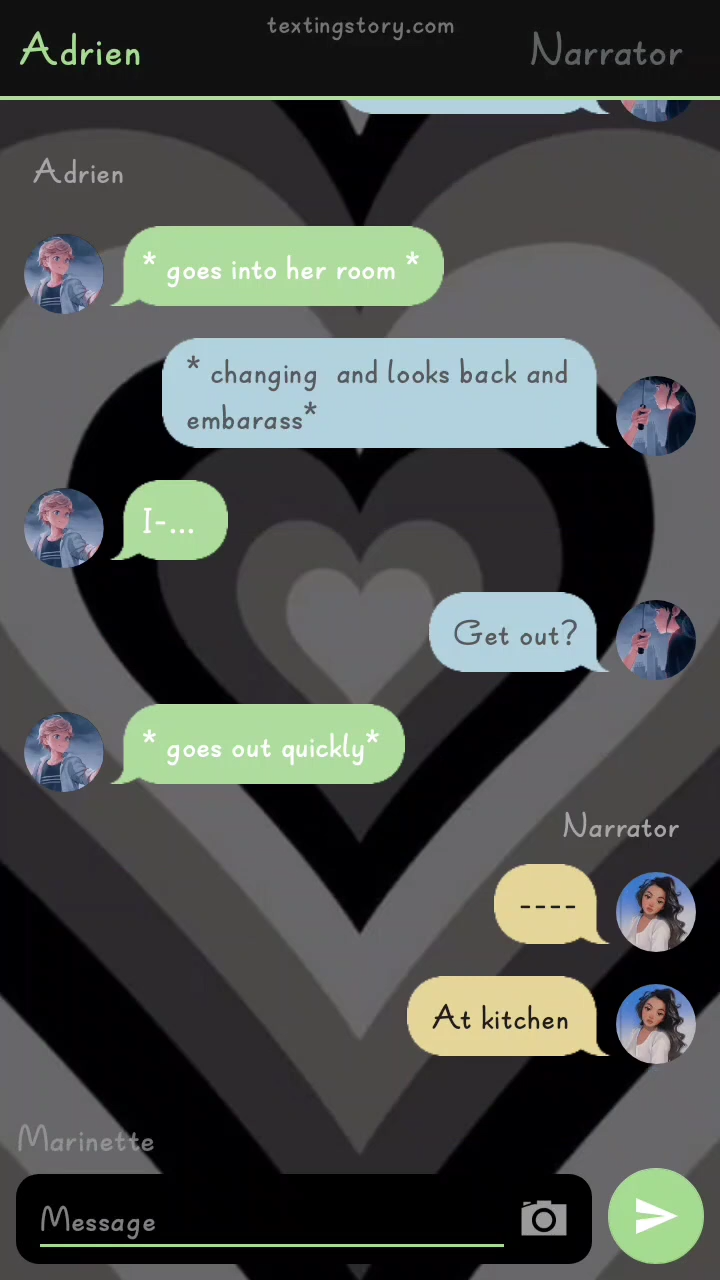 textingstory.com
Adrien
Narrator
Adrien
* goes into her room *
* changing  and looks back and
embarass*
I-...
Get out?
* goes out quickly*
Narrator
----
At kitchen
Marinette
Message